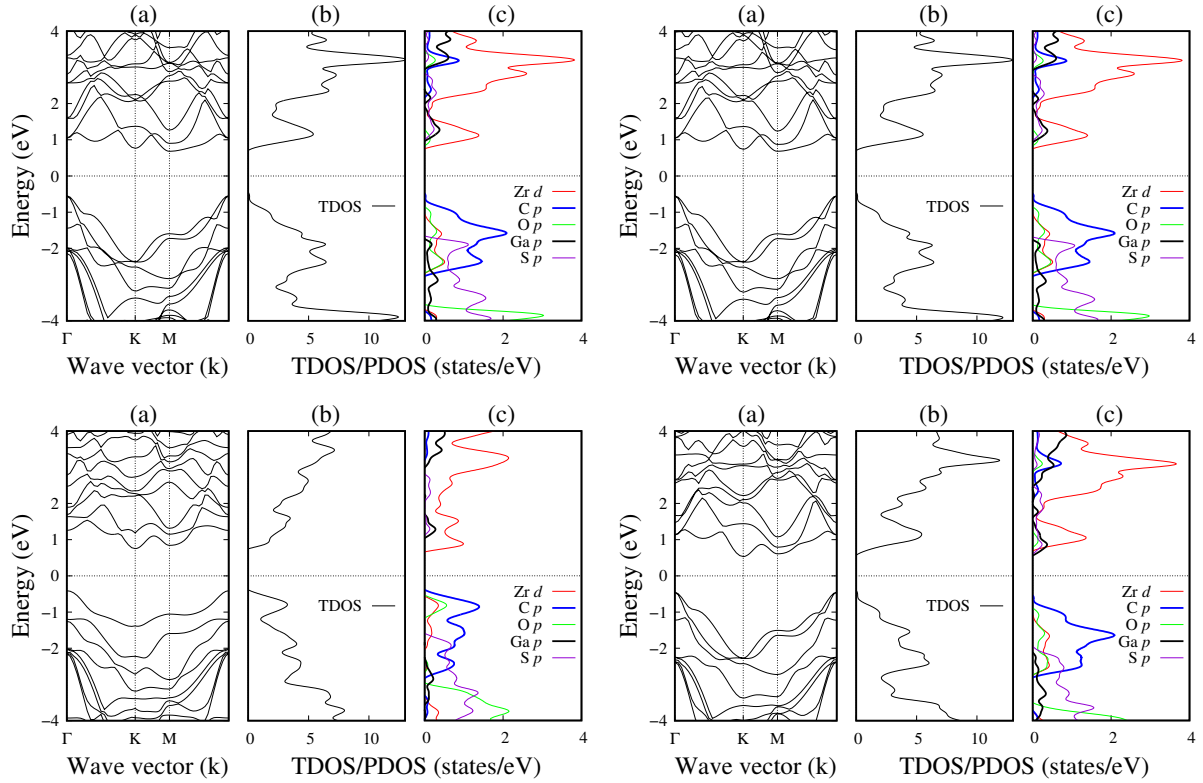 (a) (b) (c) (a) (b) (c)
4 4
3 3
2 2
1 1
0 0
−1 −1
−2 −2
−4 −4
Energy (eV) Energy (eV)
TDOS TDOS
Zr d Zr d
C p C p
O p O p
Ga p Ga p
S p S p
Γ K M 0 5 10 0 2 4 Γ K M 0 5 10 0 2 4
Wave vector (k) TDOS/PDOS (states/eV) Wave vector (k) TDOS/PDOS (states/eV)
(a) (b) (c) (a) (b) (c)
4 4
3 3
2 2
1 1
0 0
−1 −1
−2 −2
−4 −4
Energy (eV) Energy (eV)
TDOS TDOS
Zr d Zr d
C p C p
O p O p
Ga p Ga p
S p S p
Γ K M 0 5 10 0 2 4 Γ K M 0 5 10 0 2 4
Wave vector (k) TDOS/PDOS (states/eV) Wave vector (k) TDOS/PDOS (states/eV)